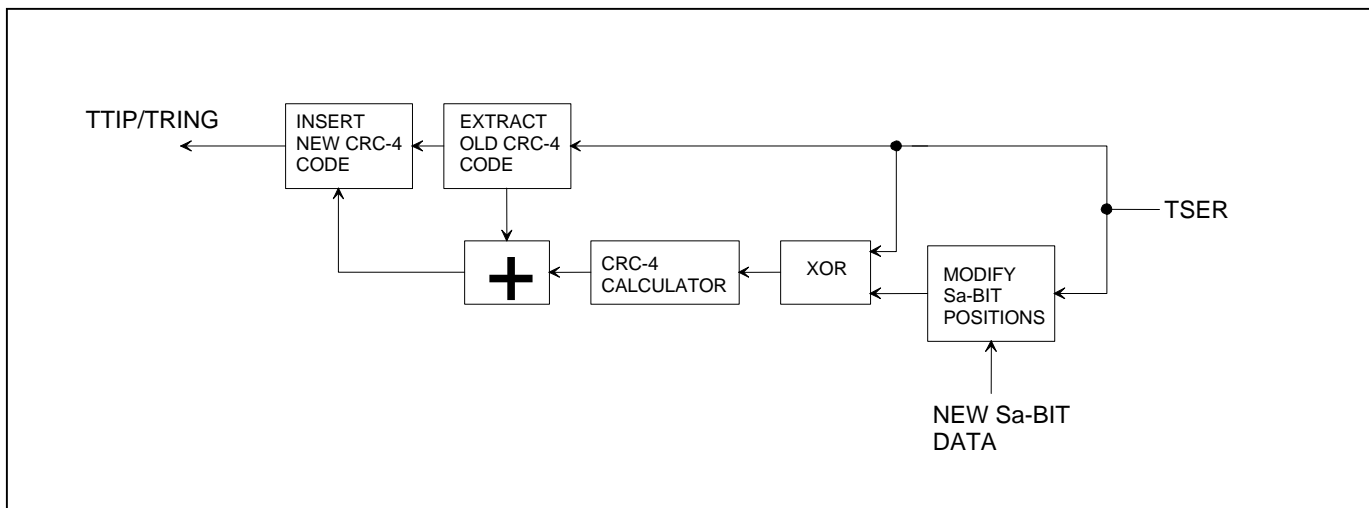 TTIP/TRING
INSERT
NEW CRC-4
CODE
EXTRACT
OLD CRC-4
CODE
TSER
+
CRC-4
CALCULATOR
XOR
MODIFY
Sa-BIT
POSITIONS
NEW Sa-BIT
DATA